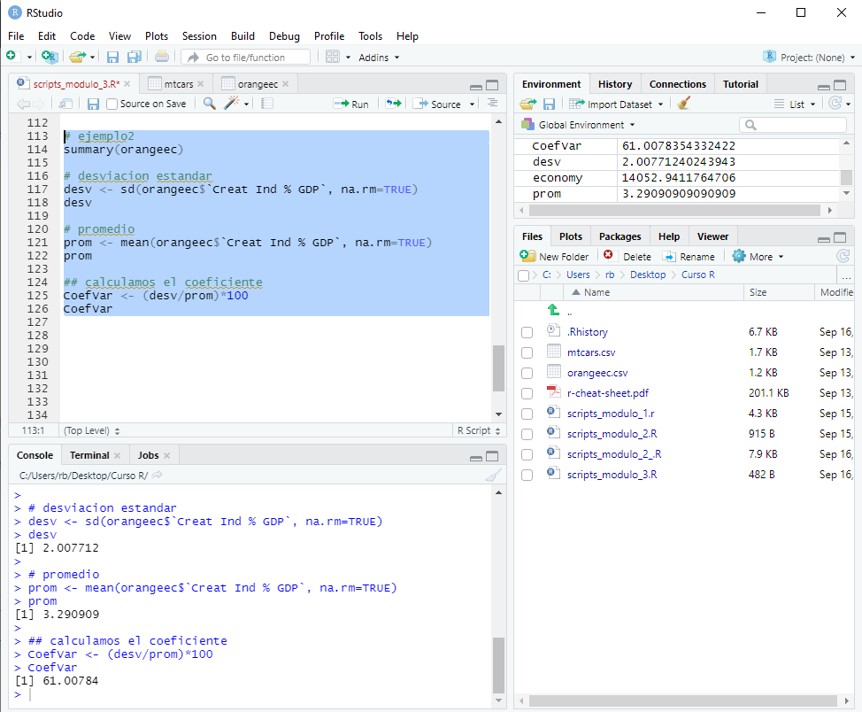 RStudio
File Edit Code View Plots Session Build Debug Profile Tools Help
Go to file/function Addins Project: (None)
scripts_modulo_3.R* mtcars orangeec
Source on Save Run Source
112
113 # ejemplo2
114 summary(orangeec)
115
116 # desviacion estandar
117 desv <- sd(orangeec$`Creat Ind % GDP`, na.rm=TRUE)
118 desv
119
120 # promedio
121 prom <- mean(orangeec$`Creat Ind % GDP`, na.rm=TRUE)
122 prom
123
124 ## calculamos el coeficiente
125 CoefVar <- (desv/prom)*100
126 CoefVar
127
128
129
130
131
132
133
134
113:1 (Top Level) R Script
Console Terminal Jobs
C:/Users/rb/Desktop/Curso R/
>
> # desviacion estandar
> desv <- sd(orangeec$`Creat Ind % GDP`, na.rm=TRUE)
> desv
[1] 2.007712
>
> # promedio
> prom <- mean(orangeec$`Creat Ind % GDP`, na.rm=TRUE)
> prom
[1] 3.290909
>
> ## calculamos el coeficiente
> CoefVar <- (desv/prom)*100
> CoefVar
[1] 61.00784
>
Environment History Connections Tutorial
Import Dataset List
Global Environment
CoefVar 61.0078354332422
desv 2.00771240243943
economy 14052.9411764706
prom 3.29090909090909
Files Plots Packages Help Viewer
New Folder Delete Rename More
C: Users rb Desktop Curso R ...
Name Size Modifie
..
.Rhistory 6.7 KB Sep 16,
mtcars.csv 1.7 KB Sep 13,
orangeec.csv 1.2 KB Sep 13,
r-cheat-sheet.pdf 201.1 KB Sep 13,
scripts_modulo_1.r 4.3 KB Sep 15,
scripts_modulo_2.R 915 B Sep 15,
scripts_modulo_2_.R 7.9 KB Sep 16,
scripts_modulo_3.R 482 B Sep 16,